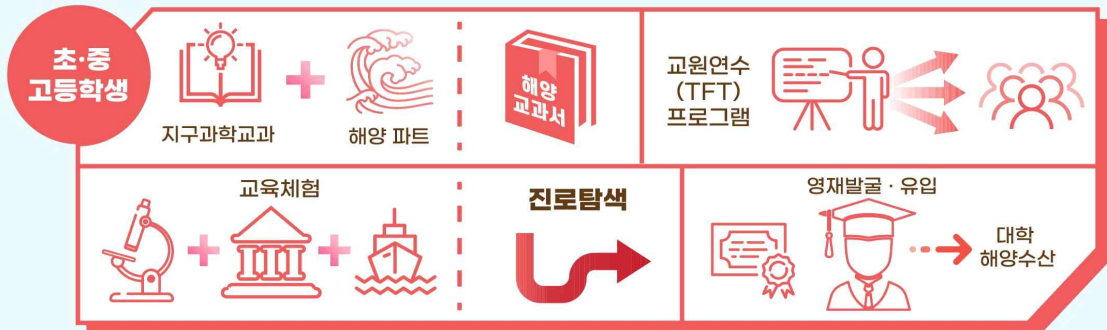 초·중
고등학생
지구과학교과
해양 파트
해양
교과서
교원연수
(TFT)
프로그램
교육체험
진로탐색
영재발굴 · 유입
대학
해양수산